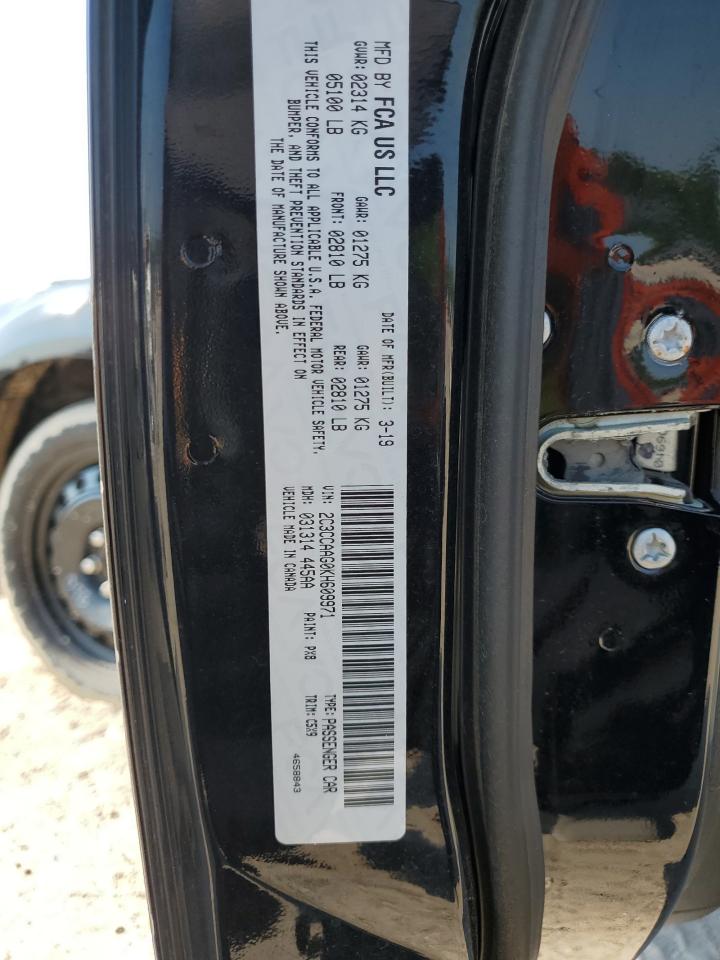 MFD BY FCA US LLC
DATE OF MFR(BUILT): 3-19
GVWR: 02314 KG
GAWR: 01275 KG
GAWR: 01275 KG
05100 LB
FRONT: 02810 LB
REAR: 02810 LB
THIS VEHICLE CONFORMS TO ALL APPLICABLE U.S.A. FEDERAL MOTOR VEHICLE SAFETY,
BUMPER, AND THEFT PREVENTION STANDARDS IN EFFECT ON
THE DATE OF MANUFACTURE SHOWN ABOVE.
VIN: 2C3CCAAG0KH609971
TYPE: PASSENGER CAR
MDH: 031314 445AA
PAINT: PX8
TRIM: C5X9
VEHICLE MADE IN CANADA
4658843